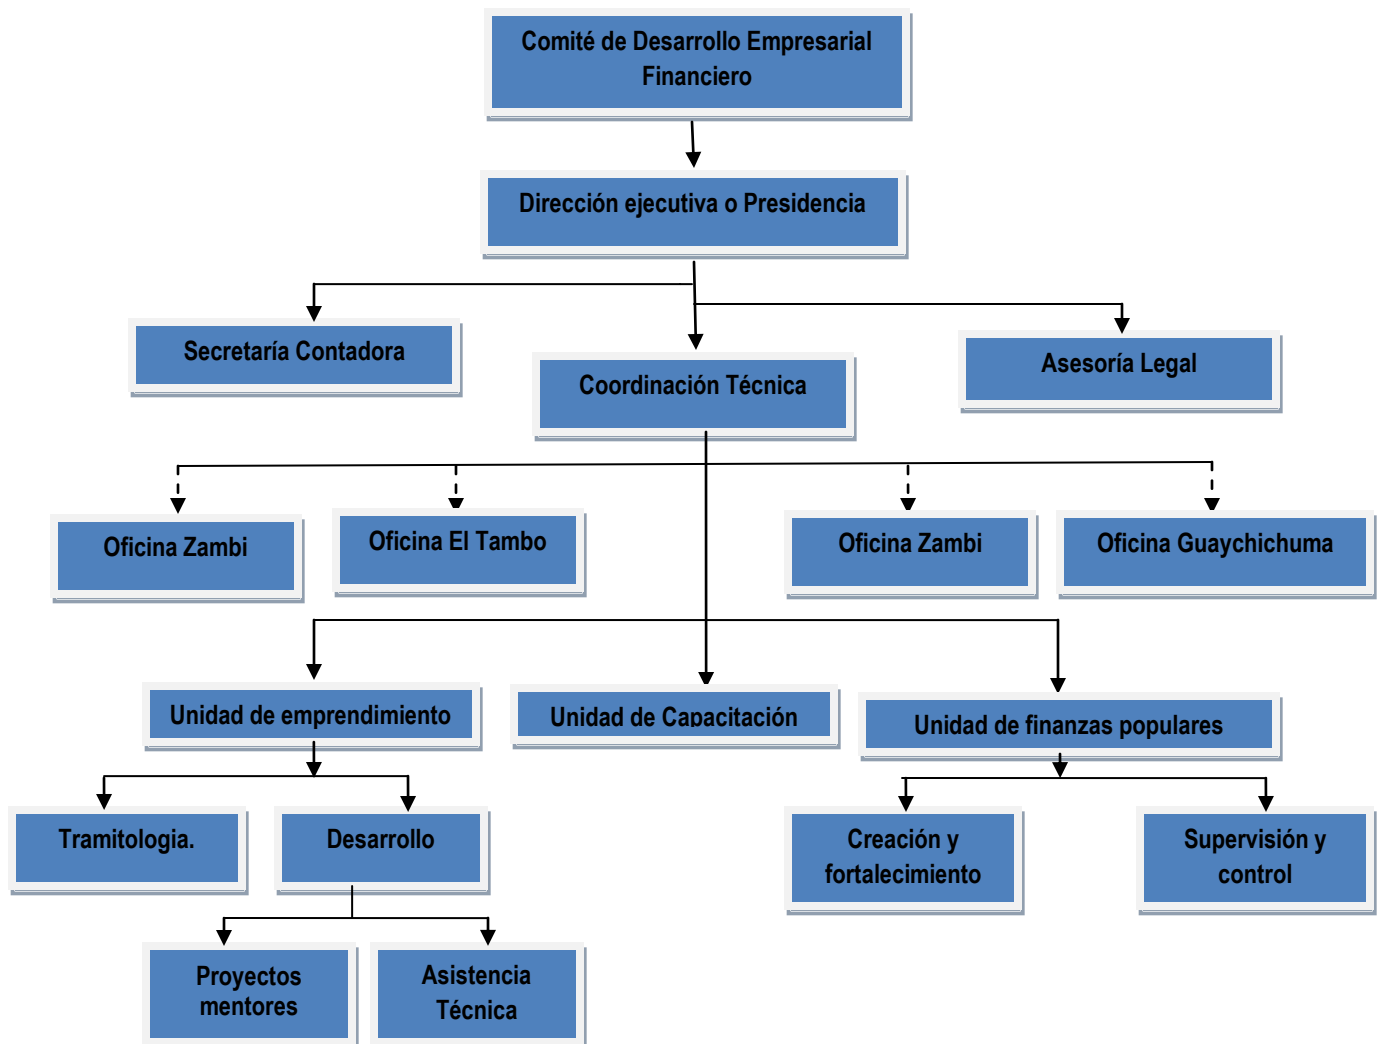 Comité de Desarrollo Empresarial
Financiero
Dirección ejecutiva o Presidencia
Secretaría Contadora
Coordinación Técnica
Asesoría Legal
Oficina Zambi
Oficina El Tambo
Oficina Zambi
Oficina Guaychichuma
Unidad de emprendimiento
Unidad de Capacitación
Unidad de finanzas populares
Tramitologia.
Desarrollo
Creación y
fortalecimiento
Supervisión y
control
Proyectos
mentores
Asistencia
Técnica